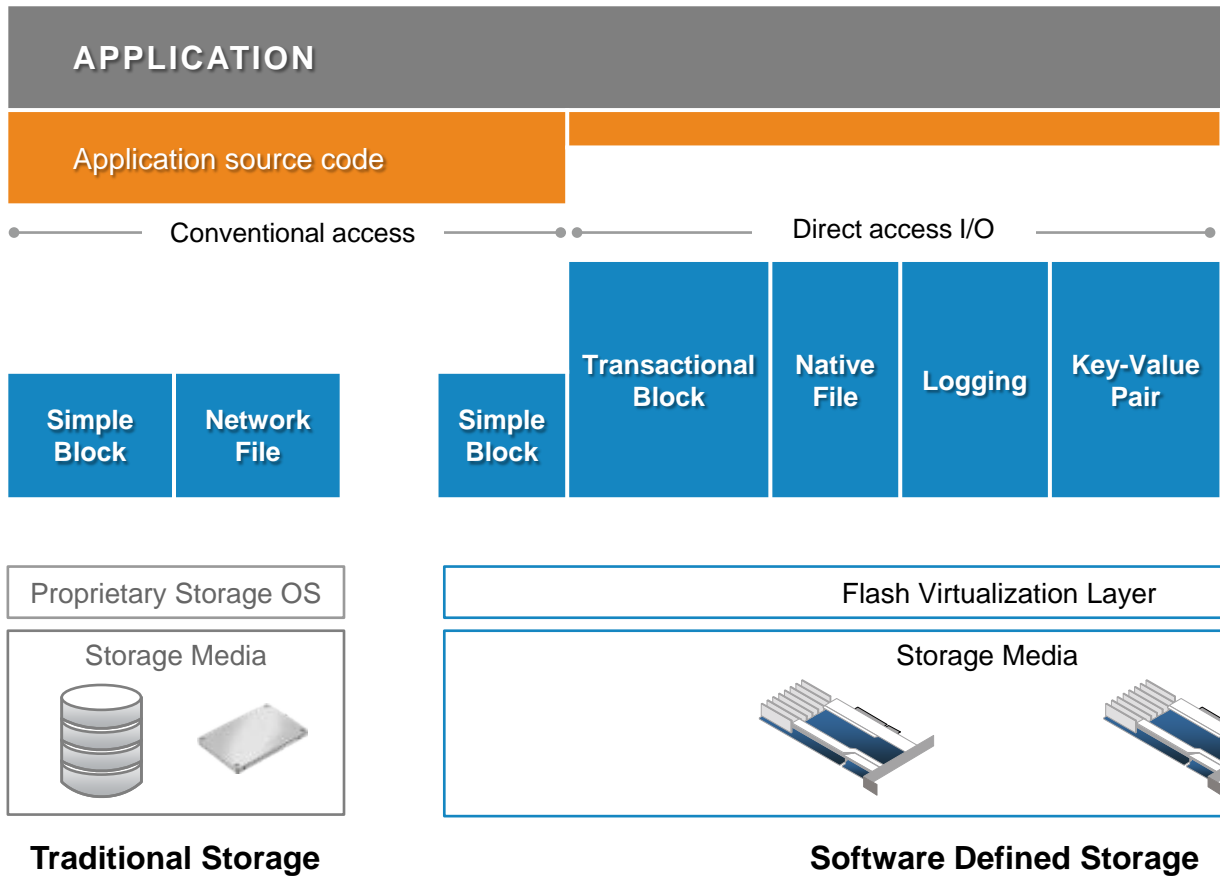 APPLICATION
Application source code
Conventional access
Direct access I/O
Simple
Block
Network
File
Simple
Block
Transactional
Block
Native
File
Logging
Key-Value
Pair
Proprietary Storage OS
Flash Virtualization Layer
Storage Media
Storage Media
Traditional Storage
Software Defined Storage